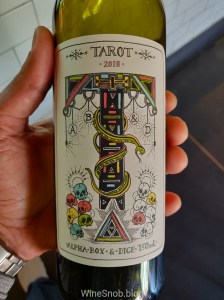 TAROT
· 2018 ·
A B & D
ALPHA · BOX · & · DICE · 750mL
WineSnob.blog